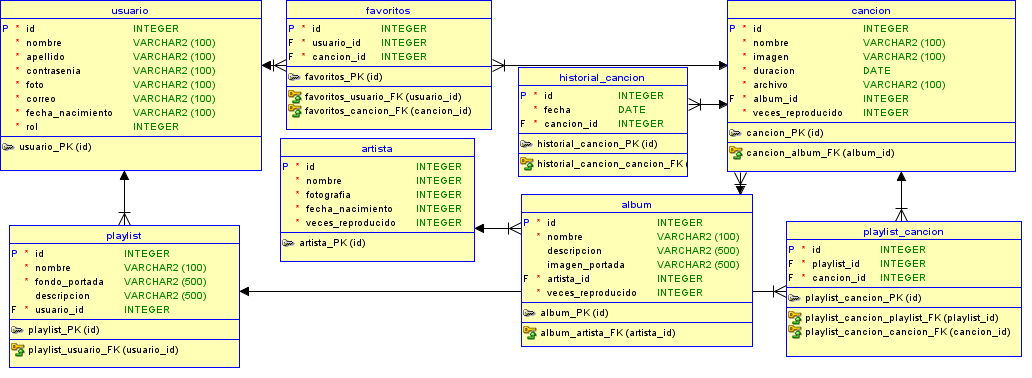 usuario
P * id INTEGER
* nombre VARCHAR2 (100)
* apellido VARCHAR2 (100)
* contrasenia VARCHAR2 (100)
* foto VARCHAR2 (100)
* correo VARCHAR2 (100)
* fecha_nacimiento VARCHAR2 (100)
* rol INTEGER
usuario_PK (id)
favoritos
P * id INTEGER
F * usuario_id INTEGER
F * cancion_id INTEGER
favoritos_PK (id)
favoritos_usuario_FK (usuario_id)
favoritos_cancion_FK (cancion_id)
historial_cancion
P * id INTEGER
* fecha DATE
F * cancion_id INTEGER
historial_cancion_PK (id)
historial_cancion_cancion_FK (
cancion
P * id INTEGER
* nombre VARCHAR2 (100)
* imagen VARCHAR2 (100)
* duracion DATE
* archivo VARCHAR2 (100)
F * album_id INTEGER
* veces_reproducido INTEGER
cancion_PK (id)
cancion_album_FK (album_id)
artista
P * id INTEGER
* nombre INTEGER
* fotografia INTEGER
* fecha_nacimiento INTEGER
* veces_reproducido INTEGER
artista_PK (id)
album
P * id INTEGER
* nombre VARCHAR2 (100)
descripcion VARCHAR2 (500)
imagen_portada VARCHAR2 (500)
F * artista_id INTEGER
* veces_reproducido INTEGER
album_PK (id)
album_artista_FK (artista_id)
playlist
P * id INTEGER
* nombre VARCHAR2 (100)
* fondo_portada VARCHAR2 (500)
descripcion VARCHAR2 (500)
F * usuario_id INTEGER
playlist_PK (id)
playlist_usuario_FK (usuario_id)
playlist_cancion
P * id INTEGER
F * playlist_id INTEGER
F * cancion_id INTEGER
playlist_cancion_PK (id)
playlist_cancion_playlist_FK (playlist_id)
playlist_cancion_cancion_FK (cancion_id)